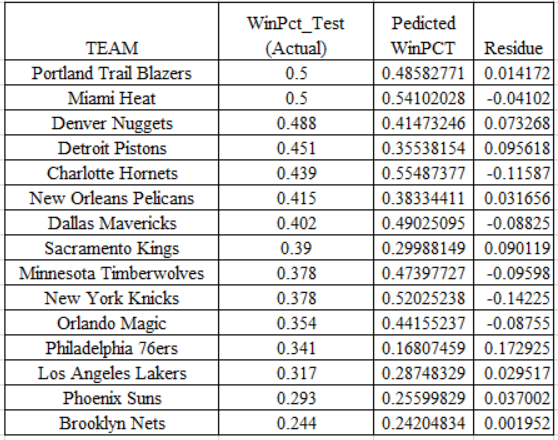 TEAM WinPct_Test (Actual) Pedicted WinPCT Residue
Portland Trail Blazers 0.5 0.48582771 0.014172
Miami Heat 0.5 0.54102028 -0.04102
Denver Nuggets 0.488 0.41473246 0.073268
Detroit Pistons 0.451 0.35538154 0.095618
Charlotte Hornets 0.439 0.55487377 -0.11587
New Orleans Pelicans 0.415 0.38334411 0.031656
Dallas Mavericks 0.402 0.49025095 -0.08825
Sacramento Kings 0.39 0.29988149 0.090119
Minnesota Timberwolves 0.378 0.47397727 -0.09598
New York Knicks 0.378 0.52025238 -0.14225
Orlando Magic 0.354 0.44155237 -0.08755
Philadelphia 76ers 0.341 0.16807459 0.172925
Los Angeles Lakers 0.317 0.28748329 0.029517
Phoenix Suns 0.293 0.25599829 0.037002
Brooklyn Nets 0.244 0.24204834 0.001952